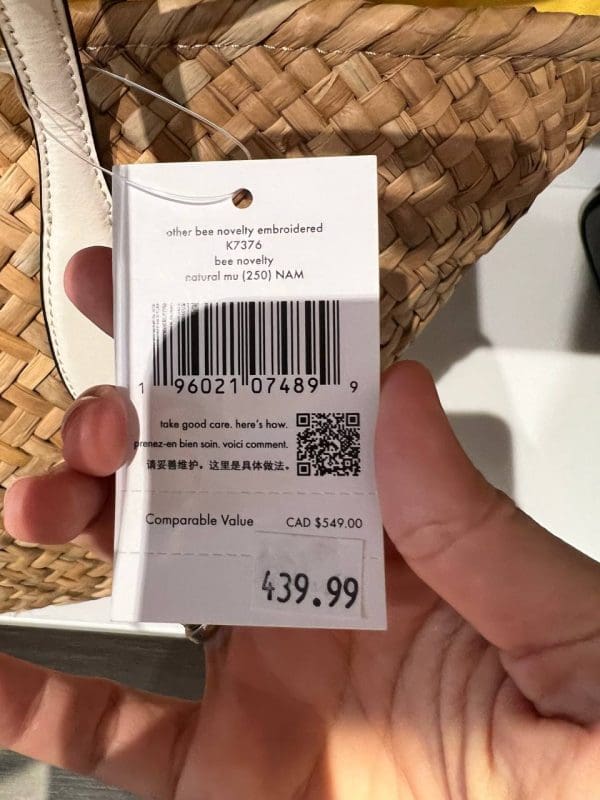 other bee novelty embroidered
K7376
bee novelty
natural mu (250) NAM
1 96021 07489 9
take good care. here's how.
prenez-en bien soin. voici comment.
请妥善维护。这里是具体做法。
Comparable Value CAD $549.00
439.99